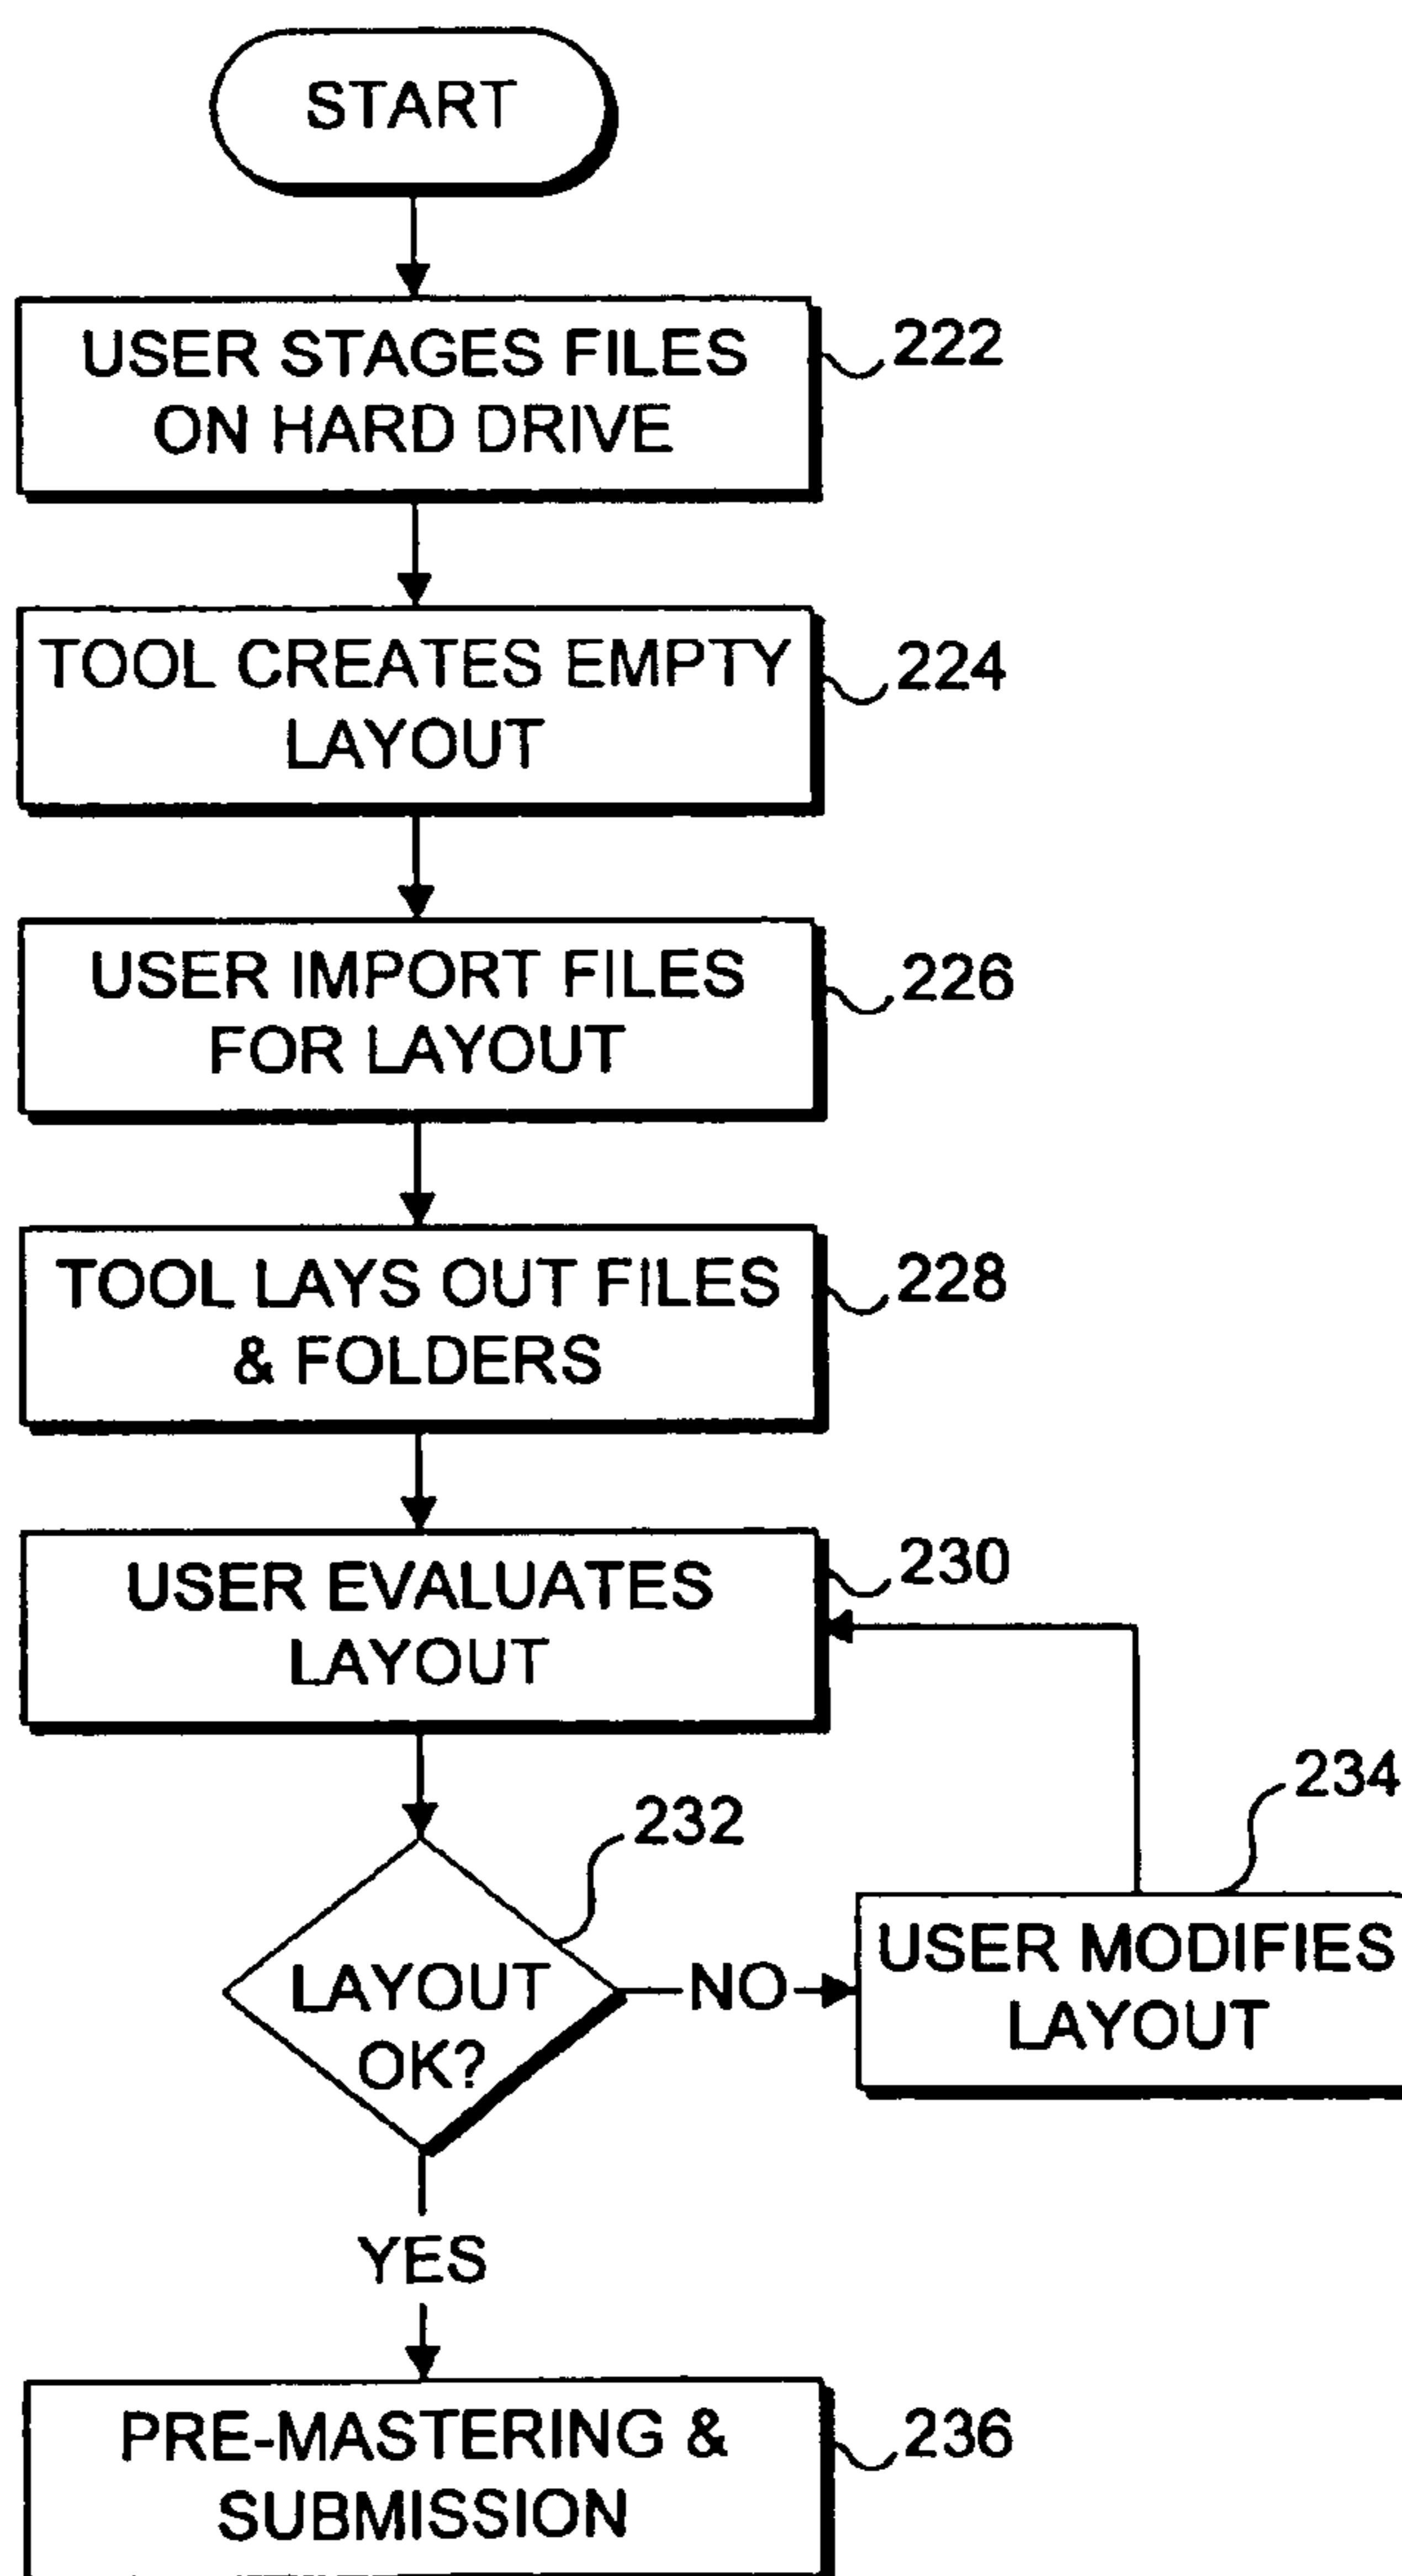 START
USER STAGES FILES
ON HARD DRIVE
222
TOOL CREATES EMPTY
LAYOUT
224
USER IMPORT FILES
FOR LAYOUT
226
TOOL LAYS OUT FILES
& FOLDERS
228
USER EVALUATES
LAYOUT
230
232
LAYOUT
OK?
NO
234
USER MODIFIES
LAYOUT
YES
PRE-MASTERING &
SUBMISSION
236